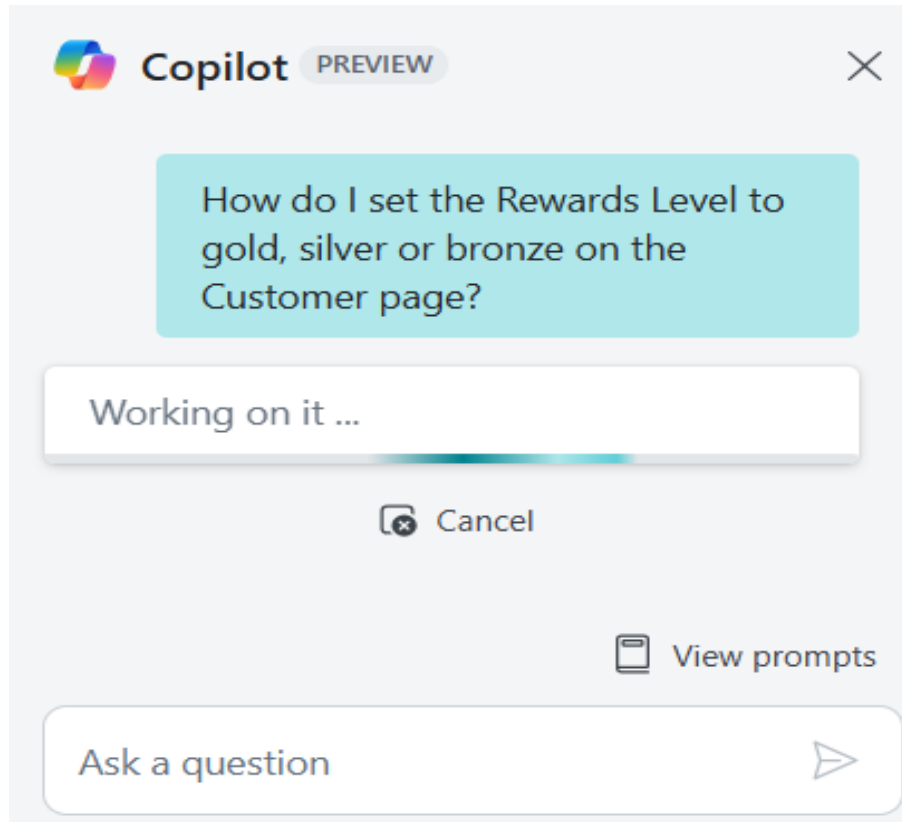 Copilot PREVIEW
How do I set the Rewards Level to
gold, silver or bronze on the
Customer page?
Working on it ...
Cancel
View prompts
Ask a question